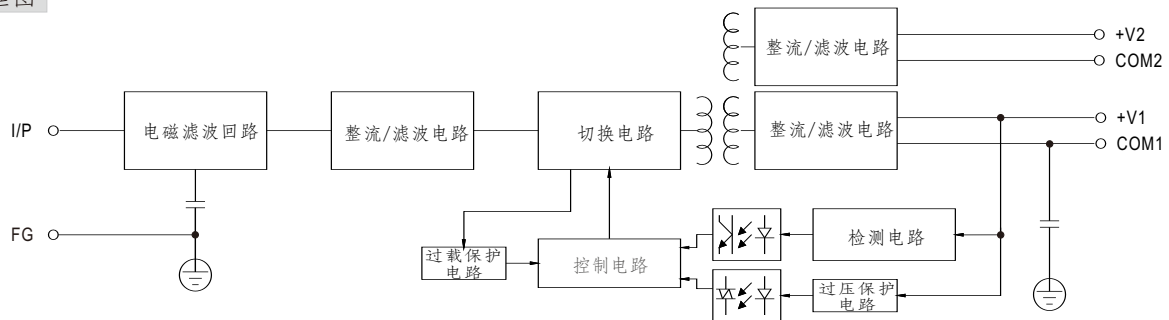 整流/滤波电路
+V2
COM2
I/P
电磁滤波回路
整流/滤波电路
切换电路
整流/滤波电路
+V1
COM1
FG
过载保护
电路
控制电路
检测电路
过压保护
电路